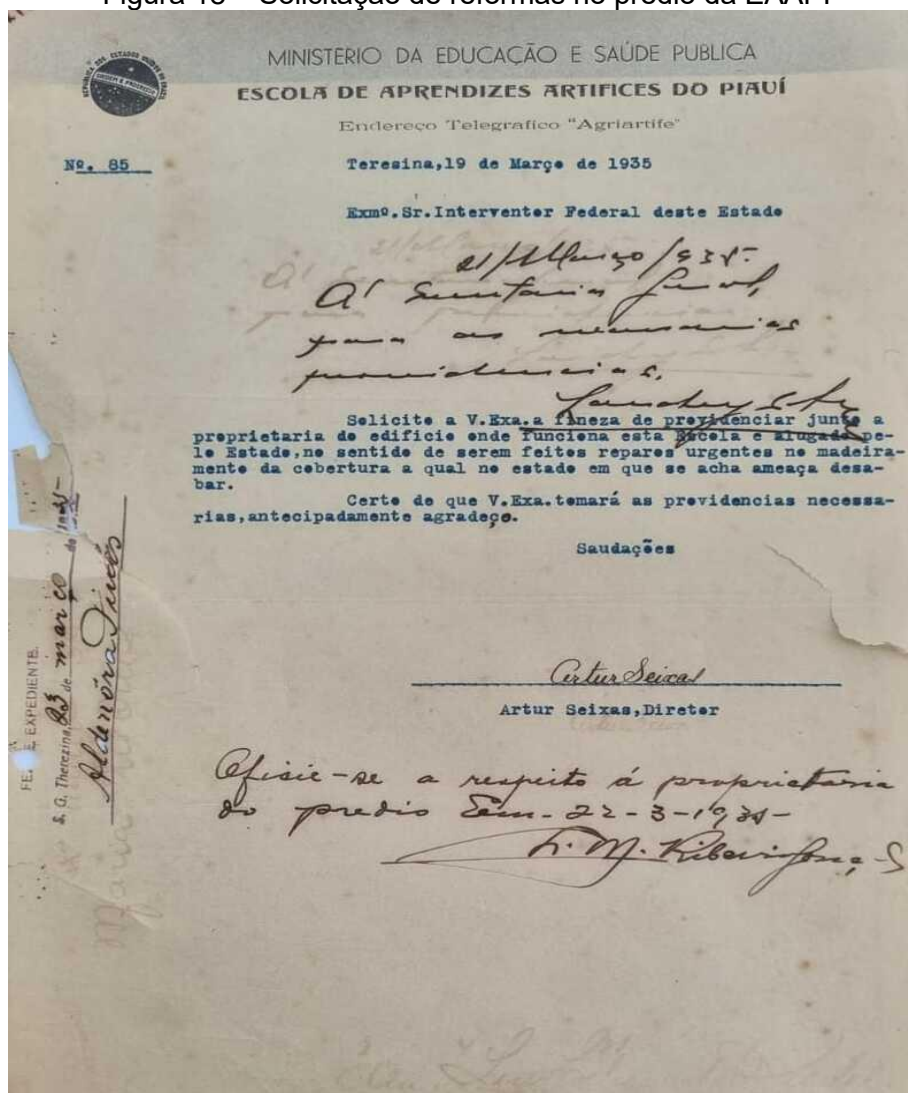 Figura 18 – Solicitação de reformas no prédio da EAAPI
MINISTERIO DA EDUCAÇÃO E SAÚDE PUBLICA
ESCOLA DE APRENDIZES ARTIFICES DO PIAUÍ
Endereço Telegrafico "Agriartife"
ORDEM E PROGRESSO
Nº. 85
Teresina,19 de Março de 1935
Exmº.Sr.Interventor Federal deste Estado
21/Março/935-
A' Secretaria Geral,
para as necessarias
providencias.
Solicito a V.Exa.a fineza de providenciar junto a
proprietaria do edificio onde funciona esta Escola e alugado pe-
lo Estado,no sentido de serem feitos reparos urgentes no madeira-
mento da cobertura a qual no estado em que se acha ameaça desa-
bar.
Certo de que V.Exa.tomará as providencias necessa-
rias,antecipadamente agradeço.
Saudações
Artur Seixas
Artur Seixas,Diretor
Oficie-se a respeito á proprietaria
do predio Em- 22-3-1935-
EXPEDIENTE.
S. G. Therezina, 23 de março de 1935-
Aldenôra